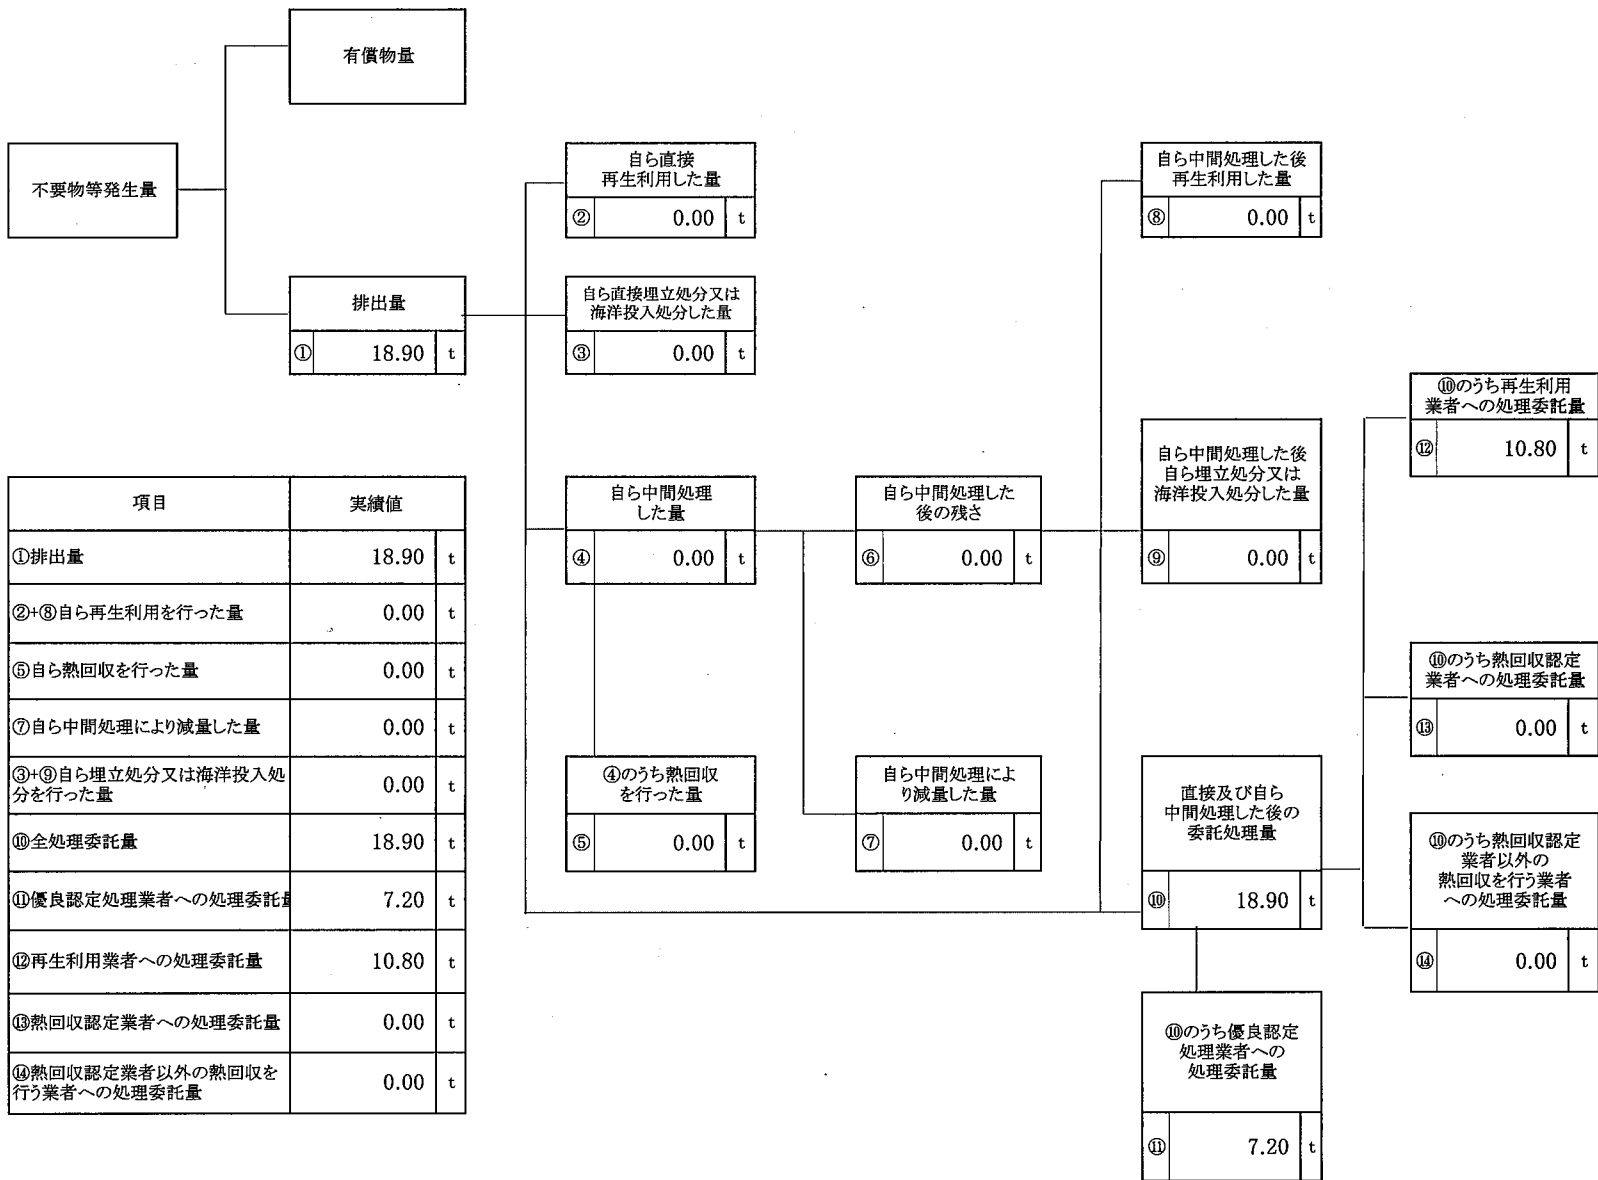 有償物量
不要物等発生量
排出量
① 18.90 t
自ら直接
再生利用した量
② 0.00 t
自ら直接埋立処分又は
海洋投入処分した量
③ 0.00 t
自ら中間処理
した量
④ 0.00 t
④のうち熱回収
を行った量
⑤ 0.00 t
自ら中間処理した
後の残さ
⑥ 0.00 t
自ら中間処理によ
り減量した量
⑦ 0.00 t
自ら中間処理した後
再生利用した量
⑧ 0.00 t
自ら中間処理した後
自ら埋立処分又は
海洋投入処分した量
⑨ 0.00 t
直接及び自ら
中間処理した後の
委託処理量
⑩ 18.90 t
⑩のうち優良認定
処理業者への
処理委託量
⑪ 7.20 t
⑩のうち再生利用
業者への処理委託量
⑫ 10.80 t
⑩のうち熱回収認定
業者への処理委託量
⑬ 0.00 t
⑩のうち熱回収認定
業者以外の
熱回収を行う業者
への処理委託量
⑭ 0.00 t
項目 実績値
①排出量 18.90 t
②+⑧自ら再生利用を行った量 0.00 t
⑤自ら熱回収を行った量 0.00 t
⑦自ら中間処理により減量した量 0.00 t
③+⑨自ら埋立処分又は海洋投入処
分を行った量 0.00 t
⑩全処理委託量 18.90 t
⑪優良認定処理業者への処理委託量 7.20 t
⑫再生利用業者への処理委託量 10.80 t
⑬熱回収認定業者への処理委託量 0.00 t
⑭熱回収認定業者以外の熱回収を
行う業者への処理委託量 0.00 t